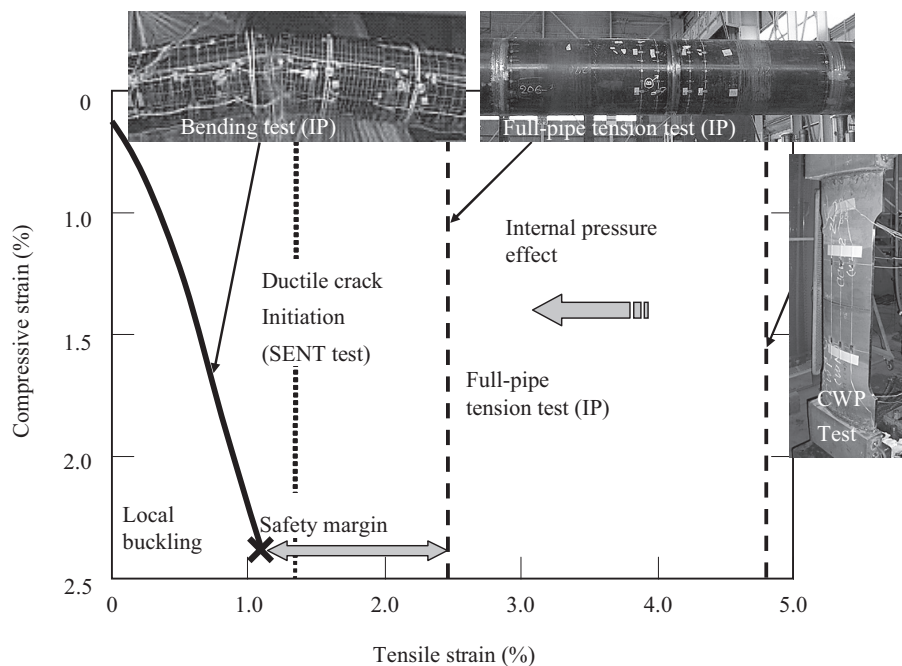 Bending test (IP)
Full-pipe tension test (IP)
206
0
1.0
1.5
2.0
2.5
Compressive strain (%)
Internal pressure
effect
Ductile crack
Initiation
(SENT test)
Full-pipe
tension test (IP)
CWP
Test
Local
buckling
Safety margin
0
1.0
2.0
3.0
4.0
5.0
Tensile strain (%)